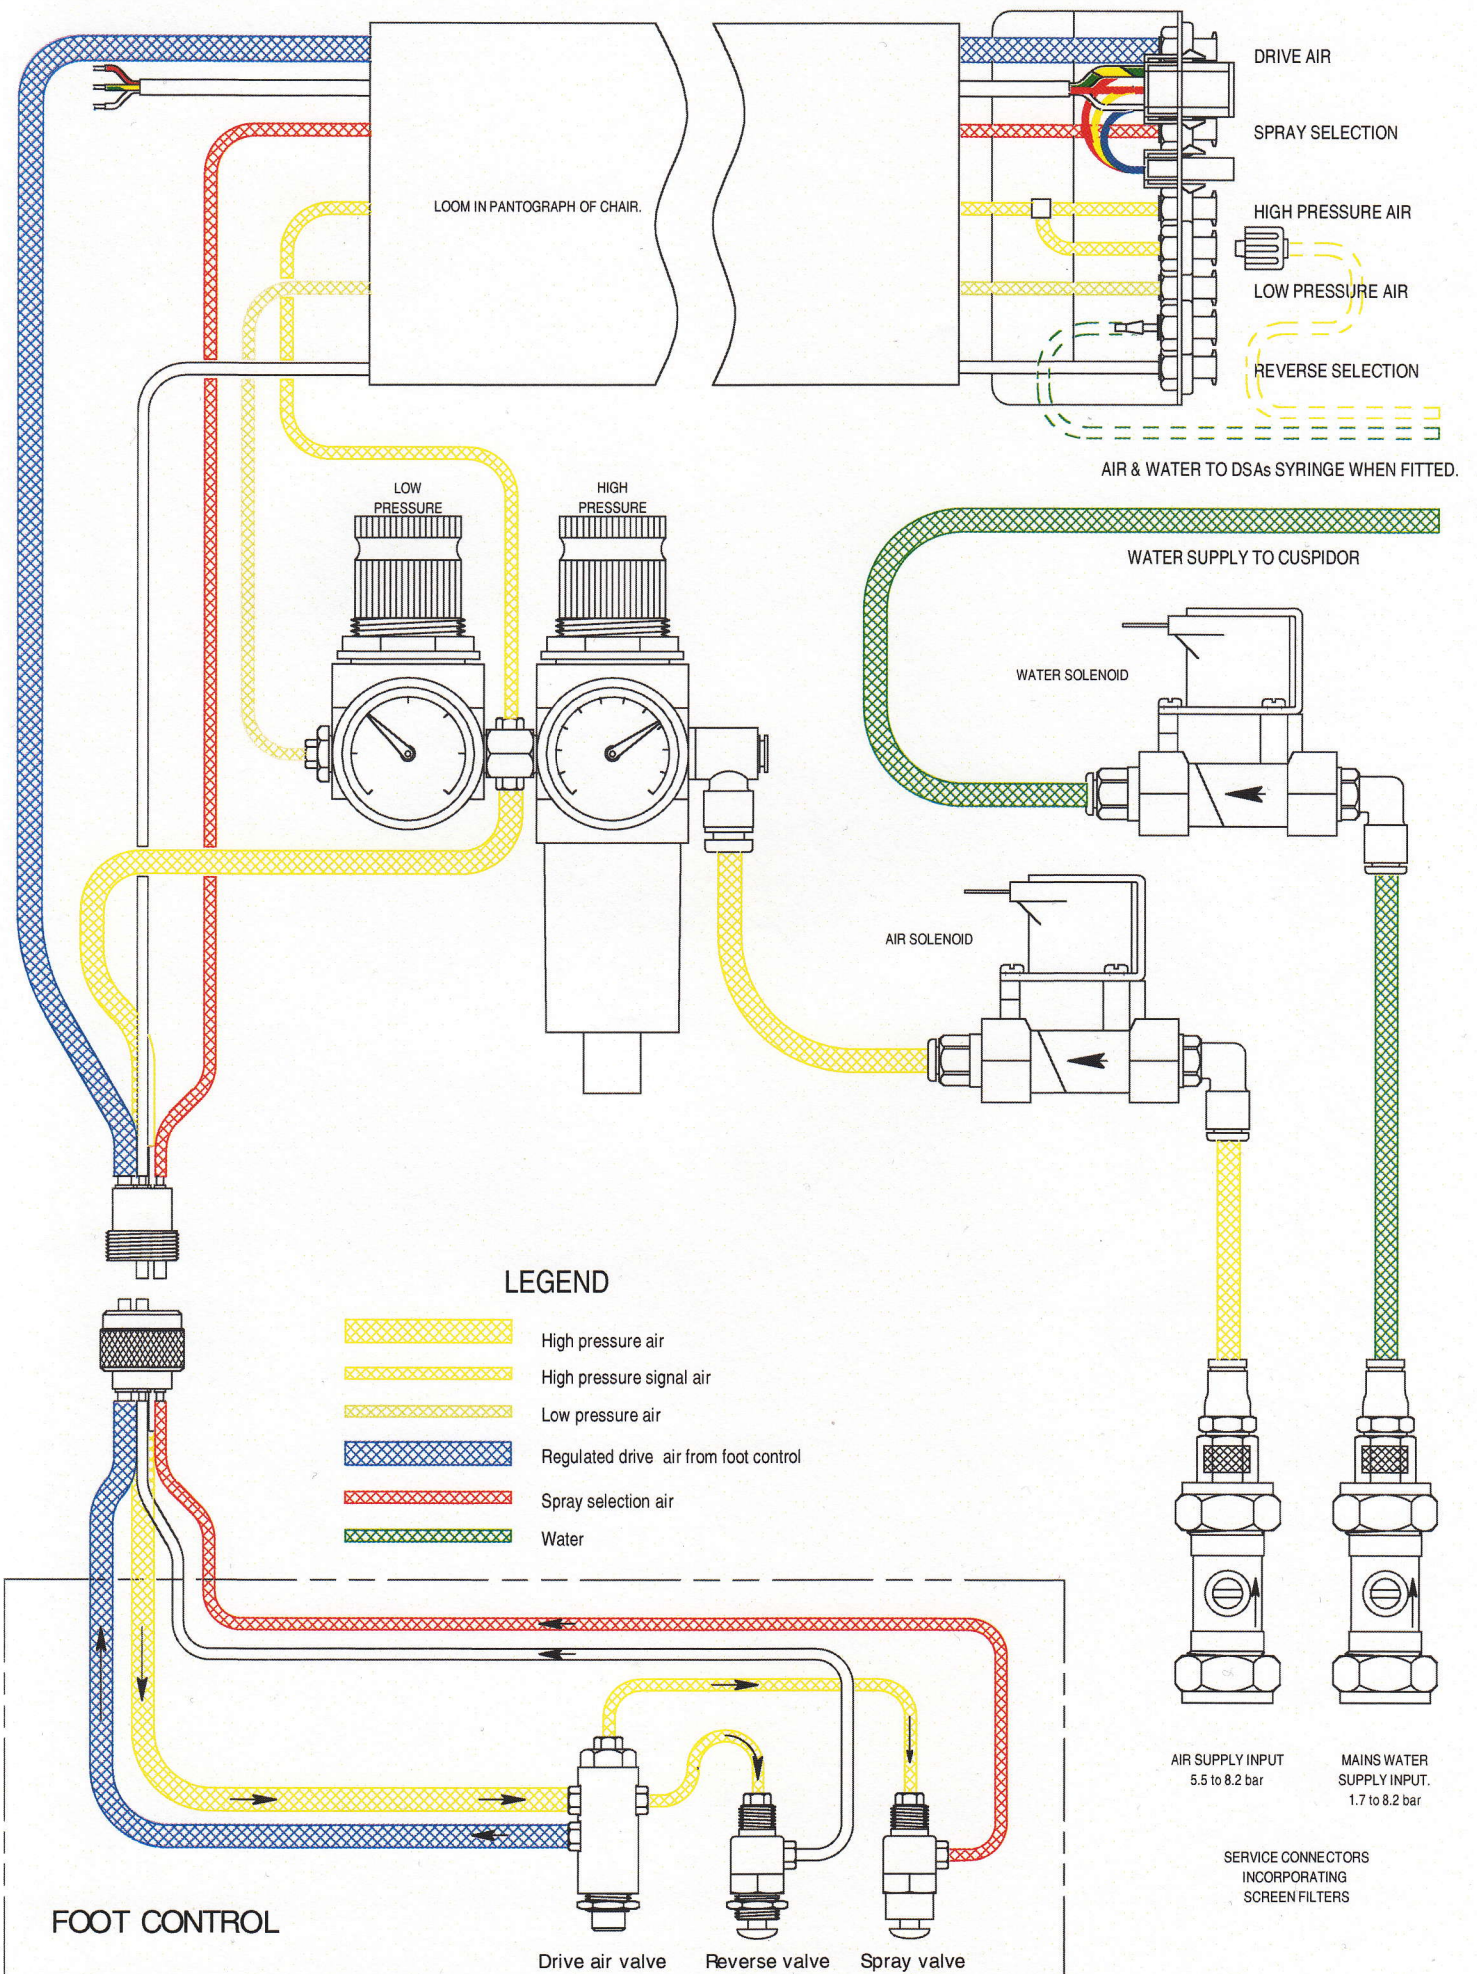 DRIVE AIR
SPRAY SELECTION
LOOM IN PANTOGRAPH OF CHAIR.
HIGH PRESSURE AIR
LOW PRESSURE AIR
REVERSE SELECTION
AIR & WATER TO DSAs SYRINGE WHEN FITTED.
LOW
PRESSURE
HIGH
PRESSURE
WATER SUPPLY TO CUSPIDOR
WATER SOLENOID
AIR SOLENOID
LEGEND
High pressure air
High pressure signal air
Low pressure air
Regulated drive air from foot control
Spray selection air
Water
AIR SUPPLY INPUT
5.5 to 8.2 bar
MAINS WATER
SUPPLY INPUT.
1.7 to 8.2 bar
SERVICE CONNECTORS
INCORPORATING
SCREEN FILTERS
FOOT CONTROL
Drive air valve
Reverse valve
Spray valve